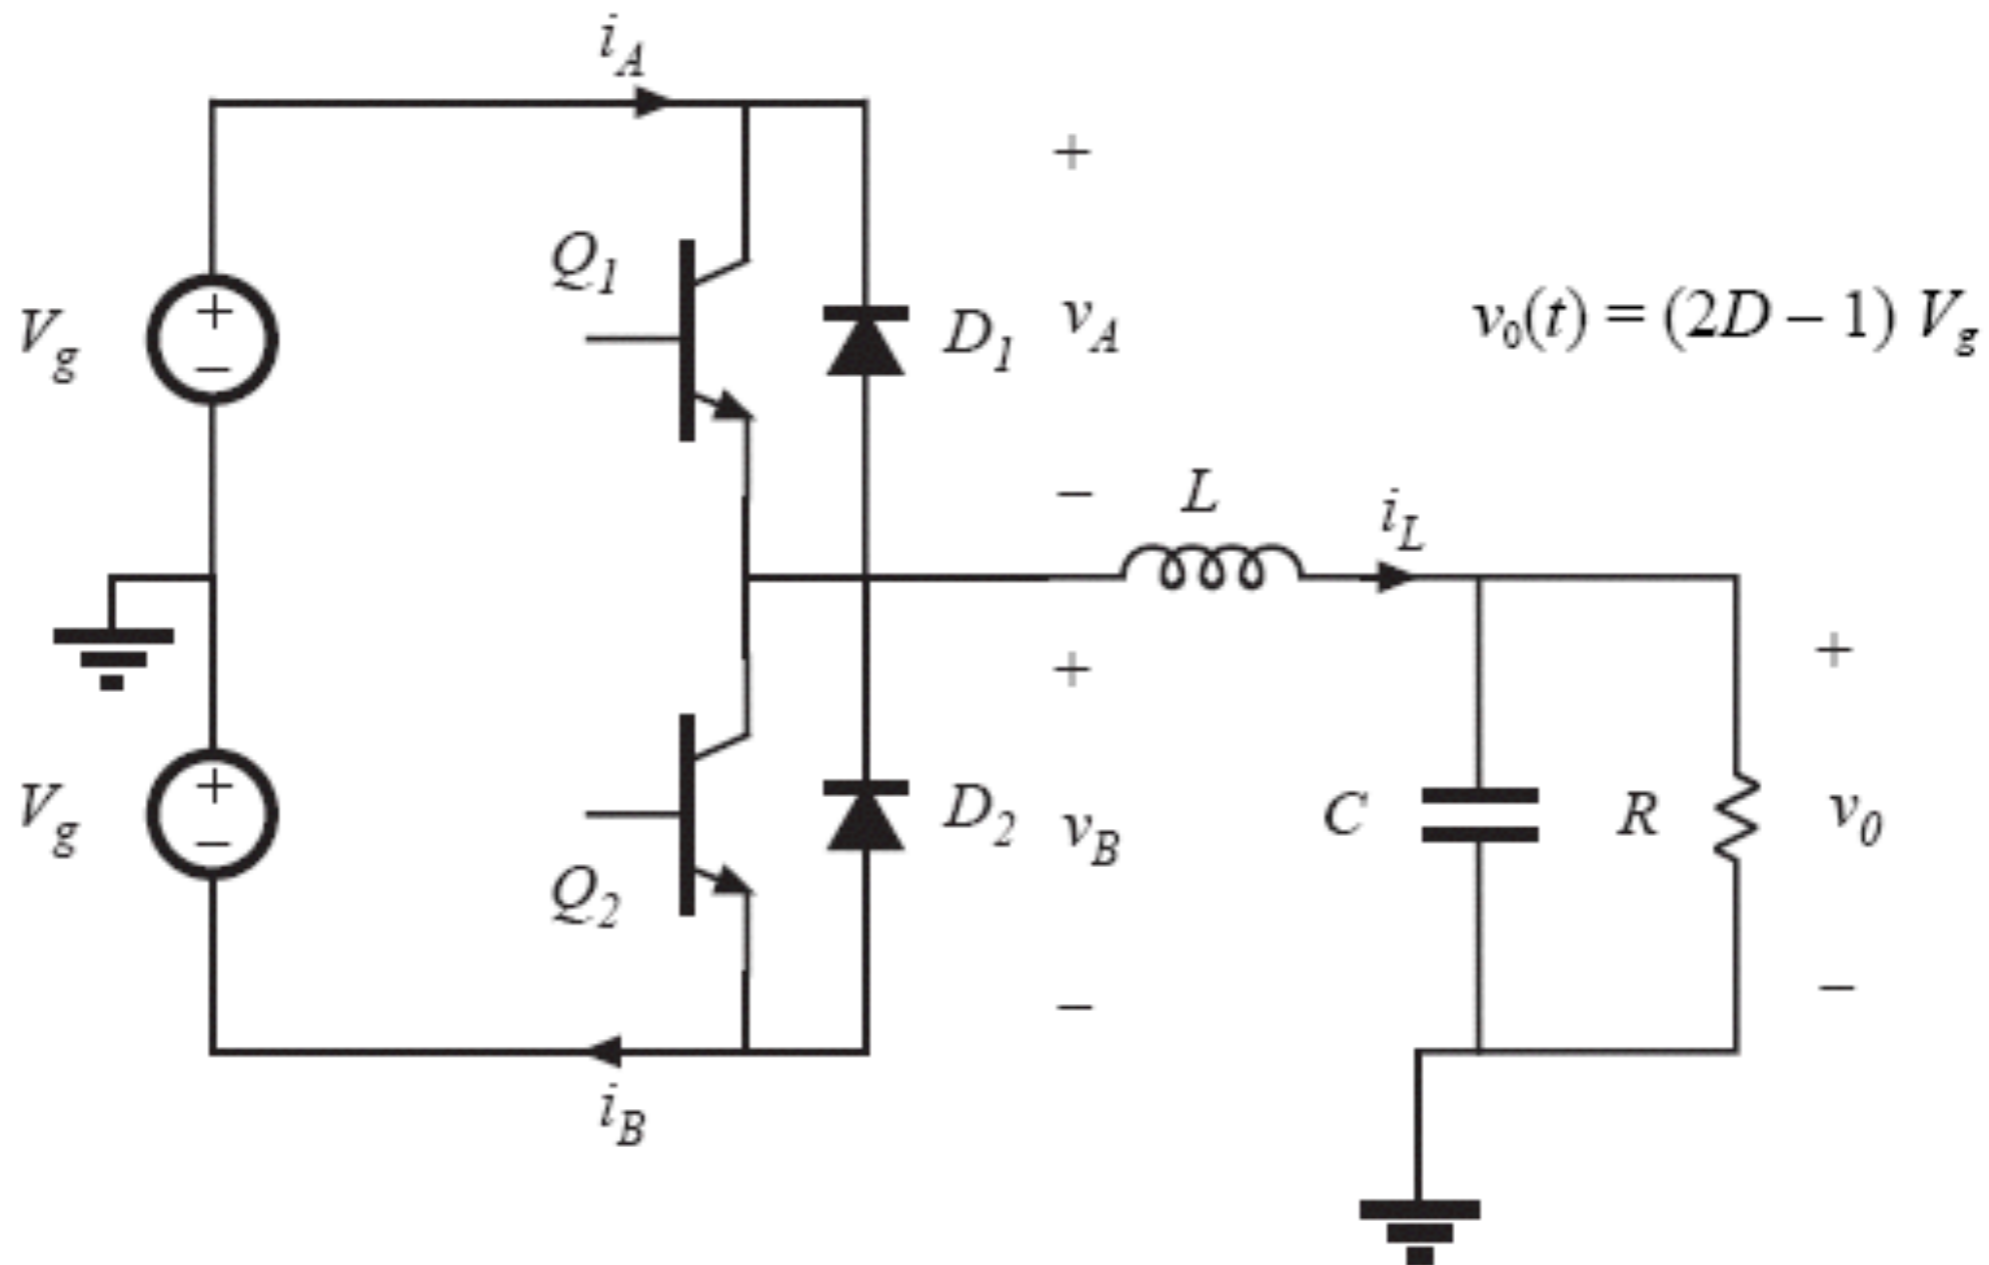 i_A
+
Q_1
V_g
+
−
D_1
v_A
v_0(t) = (2D − 1) V_g
−
L
i_L
+
+
V_g
+
−
D_2
v_B
C
R
v_0
Q_2
−
−
i_B